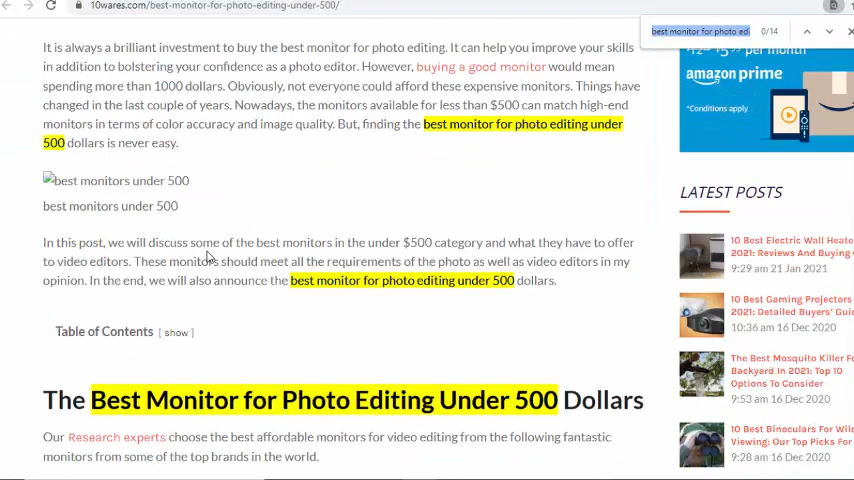 10wares.com/best-monitor-for-photo-editing-under-500/
best monitor for photo edi 0/14
It is always a brilliant investment to buy the best monitor for photo editing. It can help you improve your skills
in addition to bolstering your confidence as a photo editor. However, buying a good monitor would mean
spending more than 1000 dollars. Obviously, not everyone could afford these expensive monitors. Things have
changed in the last couple of years. Nowadays, the monitors available for less than $500 can match high-end
monitors in terms of color accuracy and image quality. But, finding the best monitor for photo editing under
500 dollars is never easy.
best monitors under 500
best monitors under 500
In this post, we will discuss some of the best monitors in the under $500 category and what they have to offer
to video editors. These monitors should meet all the requirements of the photo as well as video editors in my
opinion. In the end, we will also announce the best monitor for photo editing under 500 dollars.
Table of Contents [ show ]
The Best Monitor for Photo Editing Under 500 Dollars
Our Research experts choose the best affordable monitors for video editing from the following fantastic
monitors from some of the top brands in the world.
per month
amazon prime
*Conditions apply
LATEST POSTS
10 Best Electric Wall Heate
2021: Reviews And Buying
9:29 am 21 Jan 2021
10 Best Gaming Projectors
2021: Detailed Buyers' Gui
10:36 am 16 Dec 2020
The Best Mosquito Killer F
Backyard In 2021: Top 10
Options To Consider
9:53 am 16 Dec 2020
10 Best Binoculars For Wil
Viewing: Our Top Picks For
9:28 am 16 Dec 2020